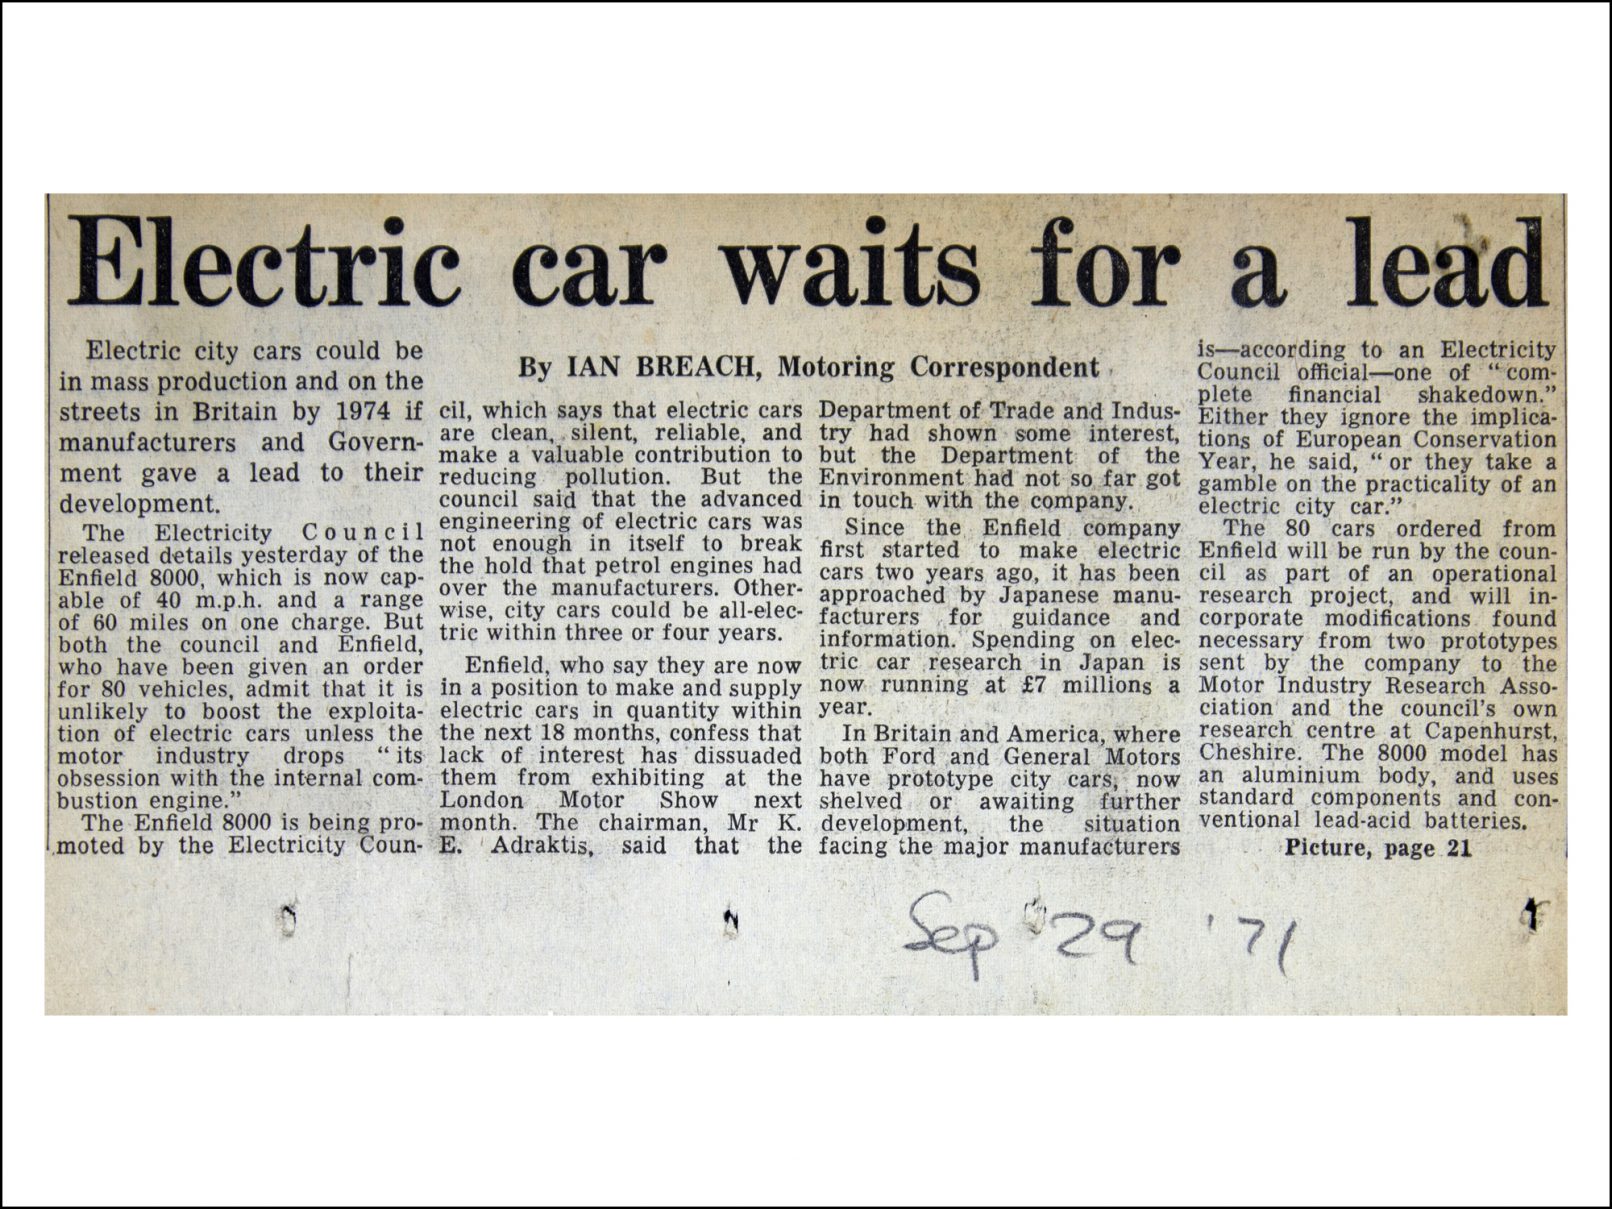 Electric car waits for a lead
By IAN BREACH, Motoring Correspondent
Electric city cars could be
in mass production and on the
streets in Britain by 1974 if
manufacturers and Govern-
ment gave a lead to their
development.
The Electricity Council
released details yesterday of the
Enfield 8000, which is now cap-
able of 40 m.p.h. and a range
of 60 miles on one charge. But
both the council and Enfield,
who have been given an order
for 80 vehicles, admit that it is
unlikely to boost the exploita-
tion of electric cars unless the
motor industry drops “its
obsession with the internal com-
bustion engine.”
The Enfield 8000 is being pro-
moted by the Electricity Coun-
cil, which says that electric cars
are clean, silent, reliable, and
make a valuable contribution to
reducing pollution. But the
council said that the advanced
engineering of electric cars was
not enough in itself to break
the hold that petrol engines had
over the manufacturers. Other-
wise, city cars could be all-elec-
tric within three or four years.
Enfield, who say they are now
in a position to make and supply
electric cars in quantity within
the next 18 months, confess that
lack of interest has dissuaded
them from exhibiting at the
London Motor Show next
month. The chairman, Mr K.
E. Adraktis, said that the
Department of Trade and Indus-
try had shown some interest,
but the Department of the
Environment had not so far got
in touch with the company.
Since the Enfield company
first started to make electric
cars two years ago, it has been
approached by Japanese manu-
facturers for guidance and
information. Spending on elec-
tric car research in Japan is
now running at £7 millions a
year.
In Britain and America, where
both Ford and General Motors
have prototype city cars, now
shelved or awaiting further
development, the situation
facing the major manufacturers
is—according to an Electricity
Council official—one of “com-
plete financial shakedown.”
Either they ignore the implica-
tions of European Conservation
Year, he said, “or they take a
gamble on the practicality of an
electric city car.”
The 80 cars ordered from
Enfield will be run by the coun-
cil as part of an operational
research project, and will in-
corporate modifications found
necessary from two prototypes
sent by the company to the
Motor Industry Research Asso-
ciation and the council’s own
research centre at Capenhurst,
Cheshire. The 8000 model has
an aluminium body, and uses
standard components and con-
ventional lead-acid batteries.
Picture, page 21
Sep 29 '71